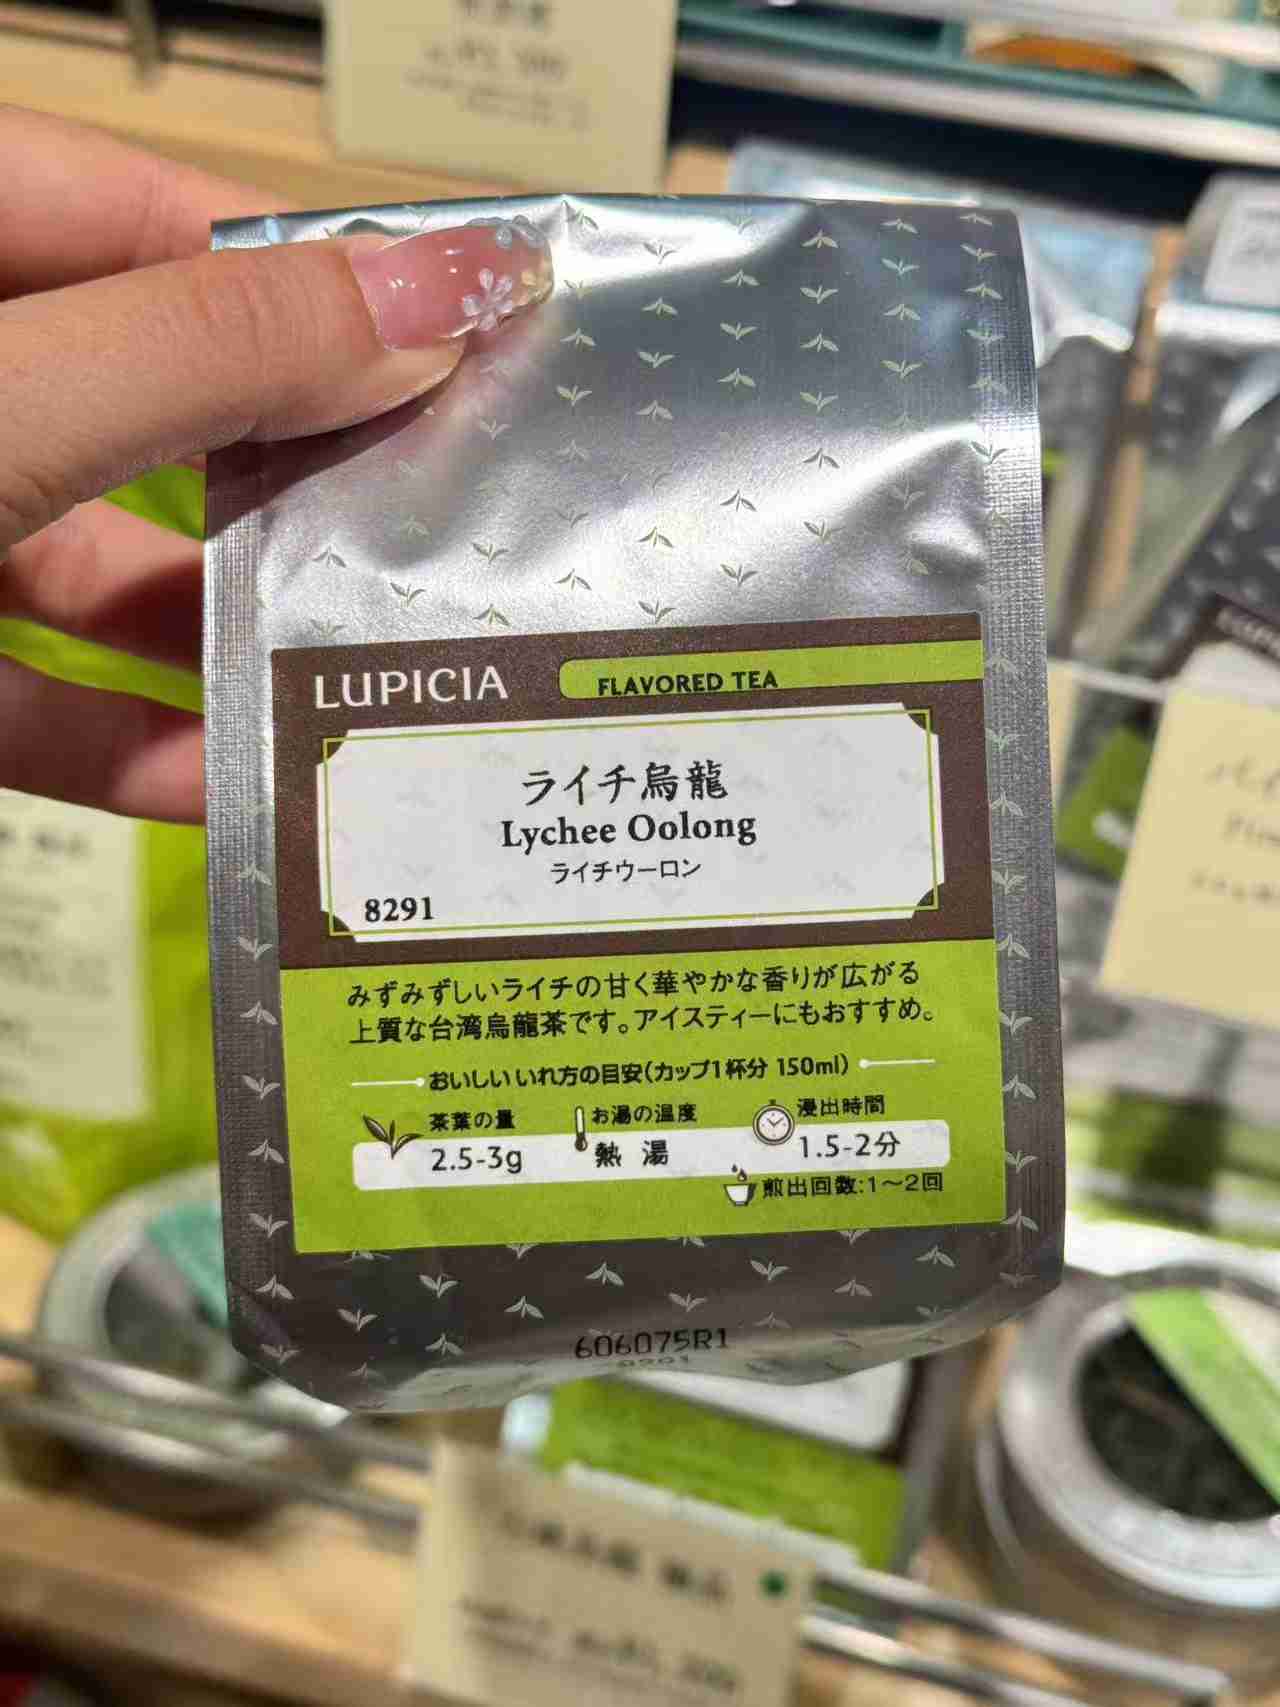 LUPICIA
FLAVORED TEA
ライチ烏龍
Lychee Oolong
ライチウーロン
8291
みずみずしいライチの甘く華やかな香りが広がる
上質な台湾烏龍茶です。アイスティーにもおすすめ。
おいしいいれ方の目安(カップ1杯分 150ml)
茶葉の量
2.5-3g
お湯の温度
熱 湯
浸出時間
1.5-2分
煎出回数:1〜2回
606075R1